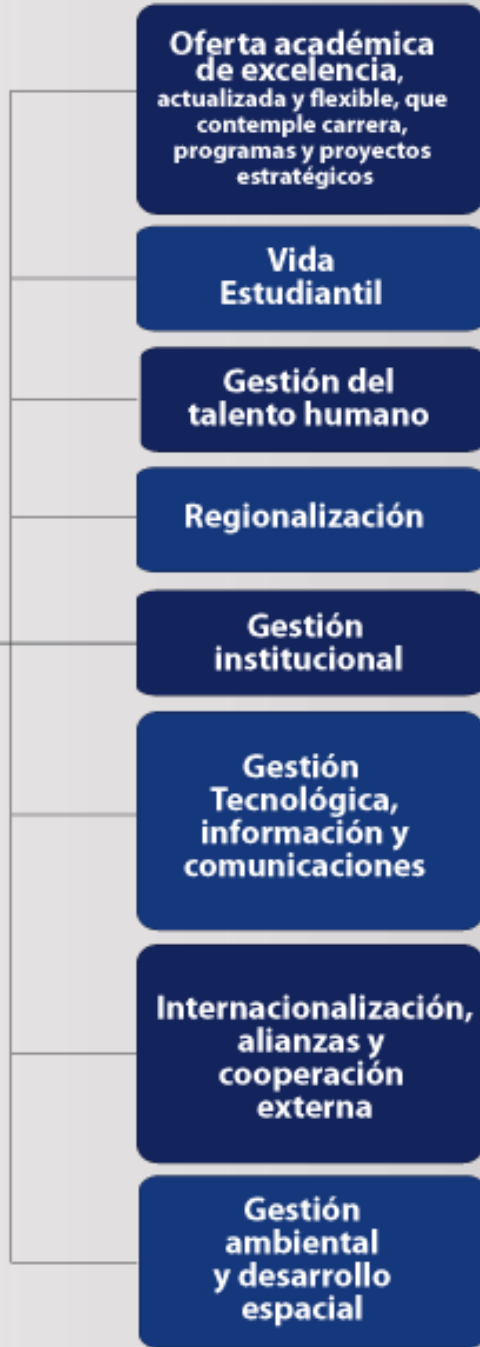 Oferta académica
de excelencia,
actualizada y flexible, que
contemple carrera,
programas y proyectos
estratégicos
Vida
Estudiantil
Gestión del
talento humano
Regionalización
Gestión
institucional
Gestión
Tecnológica,
información y
comunicaciones
Internacionalización,
alianzas y
cooperación
externa
Gestión
ambiental
y desarrollo
espacial